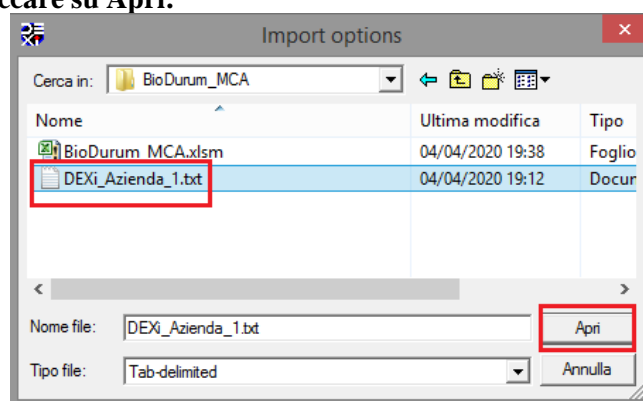 ccare su Apri.
Import options
Cerca in: BioDurum_MCA
Nome Ultima modifica Tipo
BioDurum_MCA.xlsm 04/04/2020 19:38 Foglio
DEXi_Azienda_1.txt 04/04/2020 19:12 Docum
Nome file: DEXi_Azienda_1.txt Apri
Tipo file: Tab-delimited Annulla